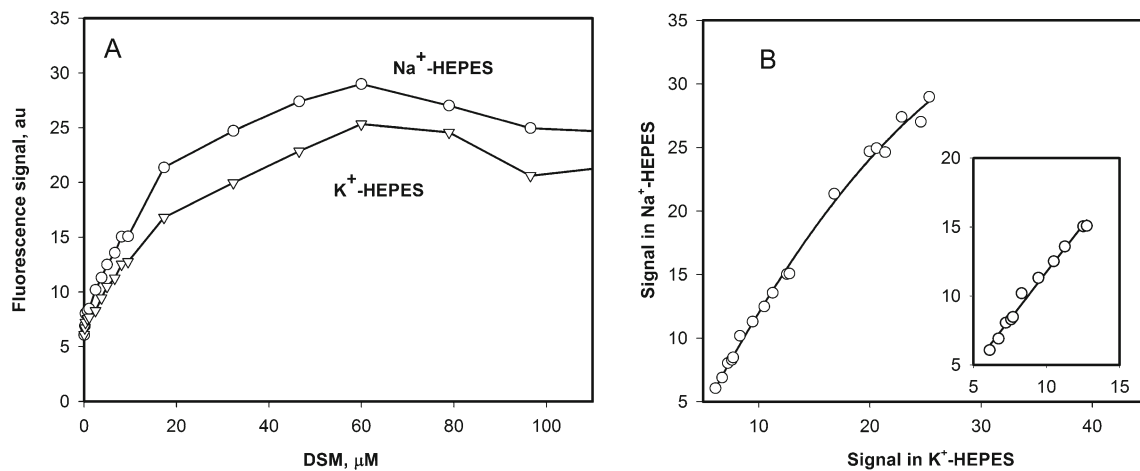 A
Na⁺-HEPES
K⁺-HEPES
Fluorescence signal, au
35
30
25
20
15
10
5
0
0 20 40 60 80 100
DSM, μM
B
Signal in Na⁺-HEPES
35
30
25
20
15
10
5
10 20 30 40
Signal in K⁺-HEPES
20
15
10
5
5 10 15